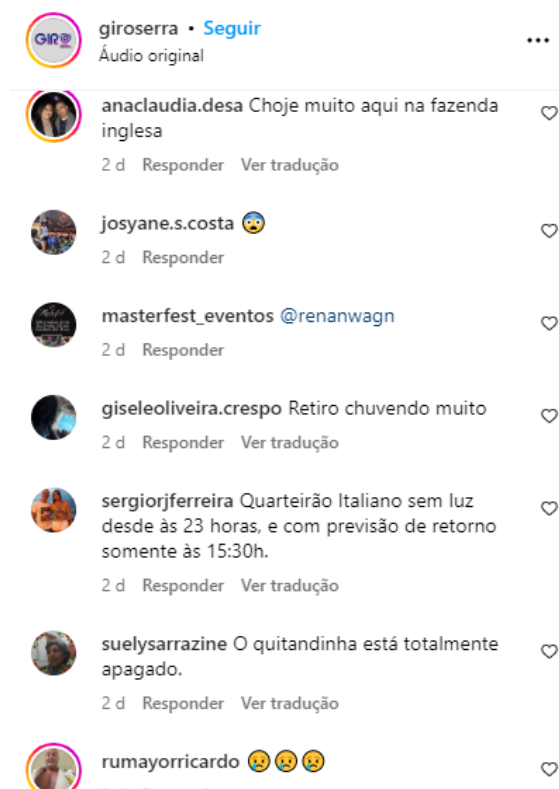 GIRO
giroserra • Seguir
Áudio original
anaclaudia.desa Choje muito aqui na fazenda
inglesa
2 d Responder Ver tradução
josyane.s.costa 😨
2 d Responder
masterfest_eventos @renanwagn
2 d Responder
giseleoliveira.crespo Retiro chuvendo muito
2 d Responder Ver tradução
sergiorjferreira Quarteirão Italiano sem luz
desde às 23 horas, e com previsão de retorno
somente às 15:30h.
2 d Responder Ver tradução
suelysarrazine O quitandinha está totalmente
apagado.
2 d Responder Ver tradução
rumayorricardo 😢😢😢